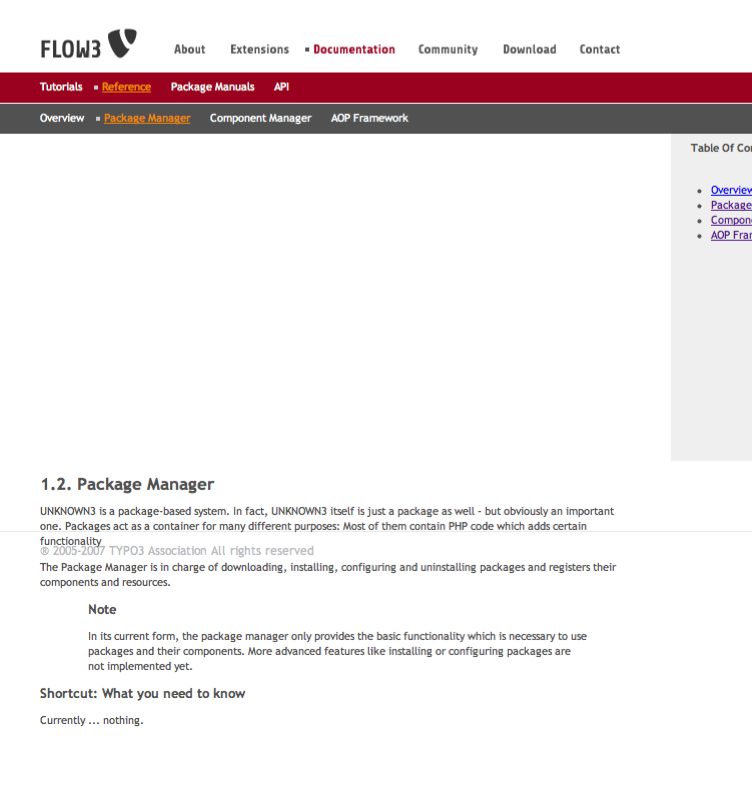 FLOW3 About Extensions Documentation Community Download Contact
Tutorials Reference Package Manuals API
Overview Package Manager Component Manager AOP Framework
Table Of Co
Overview
Package
Compon
AOP Fra
1.2. Package Manager
UNKNOWN3 is a package-based system. In fact, UNKNOWN3 itself is just a package as well - but obviously an important
one. Packages act as a container for many different purposes: Most of them contain PHP code which adds certain
functionality
© 2005-2007 TYPO3 Association All rights reserved
The Package Manager is in charge of downloading, installing, configuring and uninstalling packages and registers their
components and resources.
Note
In its current form, the package manager only provides the basic functionality which is necessary to use
packages and their components. More advanced features like installing or configuring packages are
not implemented yet.
Shortcut: What you need to know
Currently ... nothing.